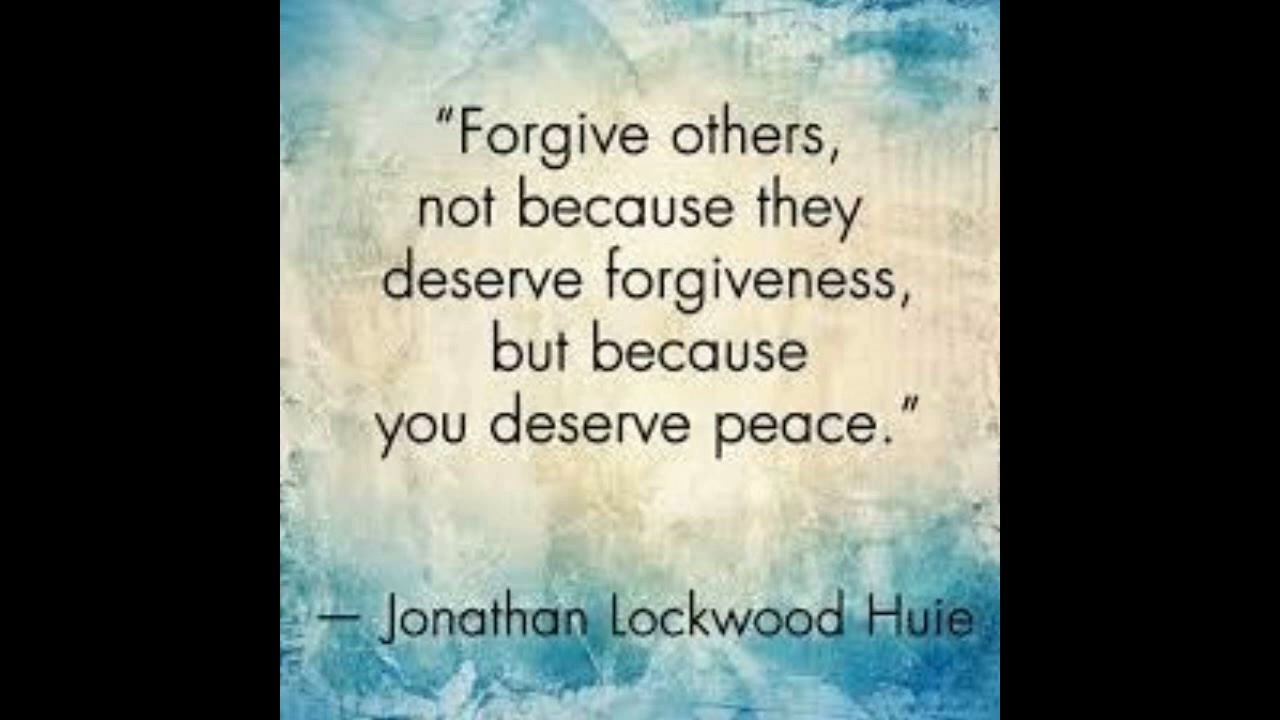 “Forgive others,
not because they
deserve forgiveness,
but because
you deserve peace.”
— Jonathan Lockwood Huie